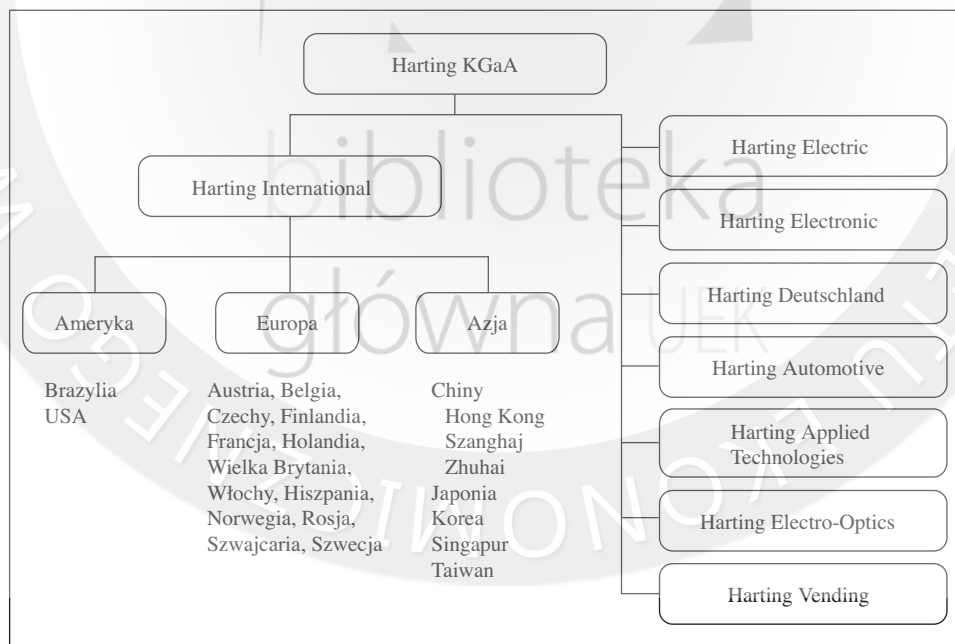 Harting KGaA
Harting International
Ameryka
Brazylia
USA
Europa
Austria, Belgia,
Czechy, Finlandia,
Francja, Holandia,
Wielka Brytania,
Włochy, Hiszpania,
Norwegia, Rosja,
Szwajcaria, Szwecja
Azja
Chiny
Hong Kong
Szanghaj
Zhuhai
Japonia
Korea
Singapur
Taiwan
Harting Electric
Harting Electronic
Harting Deutschland
Harting Automotive
Harting Applied
Technologies
Harting Electro-Optics
Harting Vending
biblioteka
główna UEK
EKONOMICZNEGO